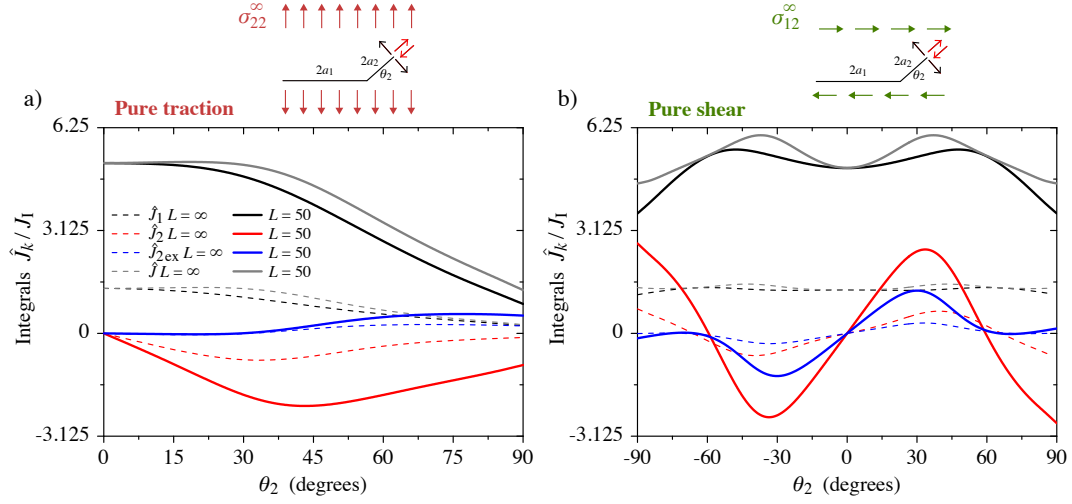 σ∞22
2a1
2a2
θ2
a)
Pure traction
6.25
3.125
0
-3.125
Integrals Ĵk / JI
Ĵ1 L = ∞ L = 50
Ĵ2 L = ∞ L = 50
Ĵ2ex L = ∞ L = 50
Ĵ L = ∞ L = 50
0 15 30 45 60 75 90
θ2 (degrees)
σ∞12
2a1
2a2
θ2
b)
Pure shear
6.25
3.125
0
-3.125
Integrals Ĵk / JI
-90 -60 -30 0 30 60 90
θ2 (degrees)